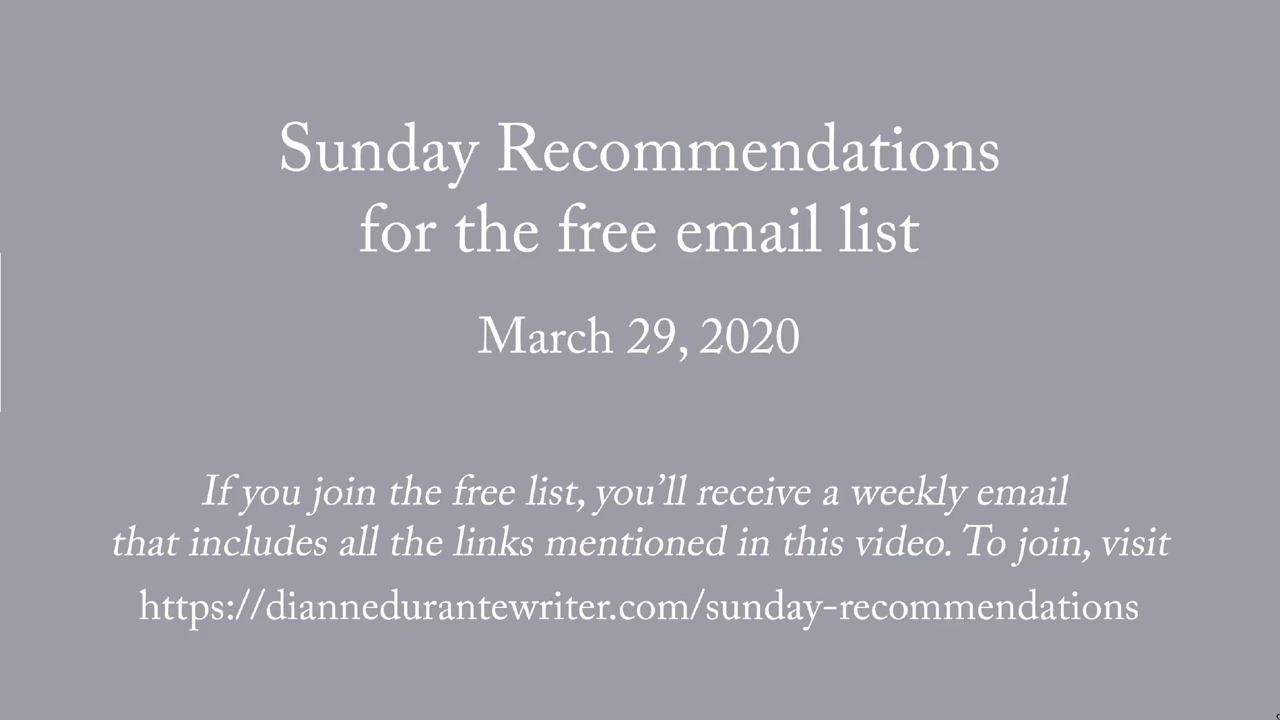 Sunday Recommendations
for the free email list
March 29, 2020
If you join the free list, you’ll receive a weekly email
that includes all the links mentioned in this video. To join, visit
https://diannedurantewriter.com/sunday-recommendations